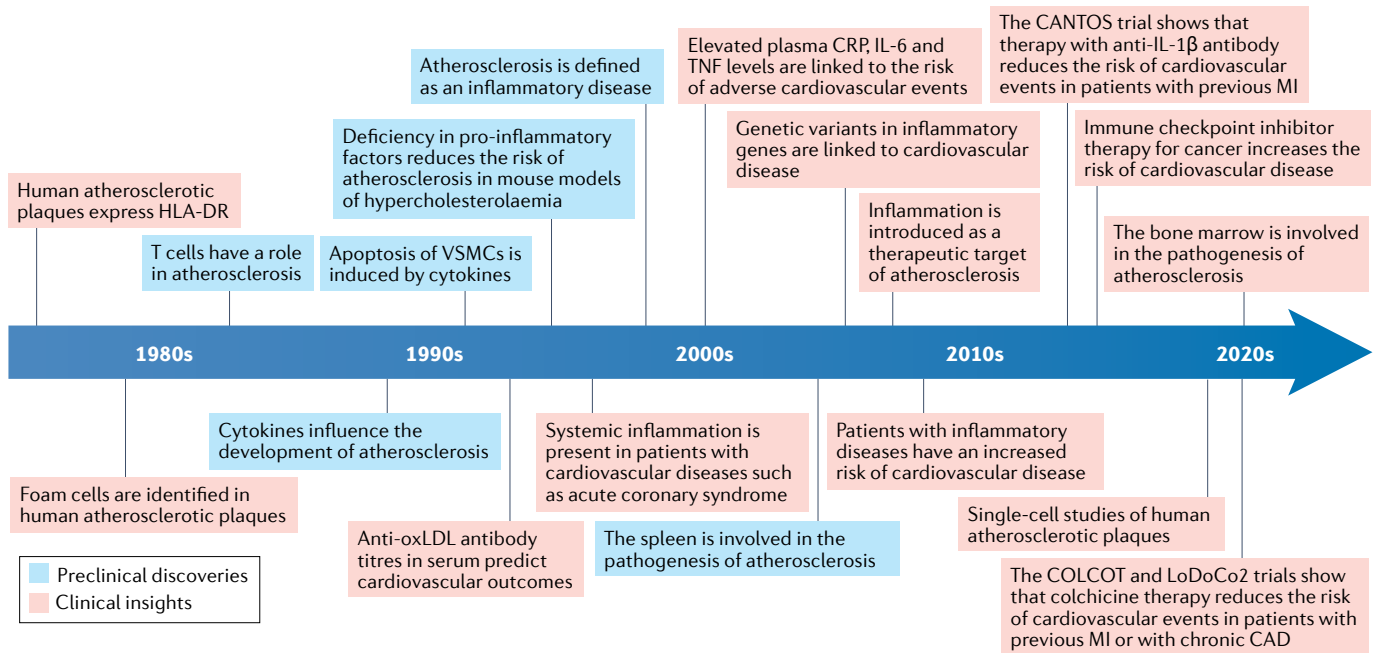 Human atherosclerotic
plaques express HLA-DR
T cells have a role
in atherosclerosis
Apoptosis of VSMCs is
induced by cytokines
Deficiency in pro-inflammatory
factors reduces the risk of
atherosclerosis in mouse models
of hypercholesterolaemia
Atherosclerosis is defined
as an inflammatory disease
Elevated plasma CRP, IL-6 and
TNF levels are linked to the risk
of adverse cardiovascular events
Genetic variants in inflammatory
genes are linked to cardiovascular
disease
Inflammation is
introduced as a
therapeutic target
of atherosclerosis
The CANTOS trial shows that
therapy with anti-IL-1β antibody
reduces the risk of cardiovascular
events in patients with previous MI
Immune checkpoint inhibitor
therapy for cancer increases the
risk of cardiovascular disease
The bone marrow is involved
in the pathogenesis of
atherosclerosis
1980s
1990s
2000s
2010s
2020s
Foam cells are identified in
human atherosclerotic plaques
Cytokines influence the
development of atherosclerosis
Anti-oxLDL antibody
titres in serum predict
cardiovascular outcomes
Systemic inflammation is
present in patients with
cardiovascular diseases such
as acute coronary syndrome
The spleen is involved in the
pathogenesis of atherosclerosis
Patients with inflammatory
diseases have an increased
risk of cardiovascular disease
Single-cell studies of human
atherosclerotic plaques
The COLCOT and LoDoCo2 trials show
that colchicine therapy reduces the risk
of cardiovascular events in patients with
previous MI or with chronic CAD
Preclinical discoveries
Clinical insights